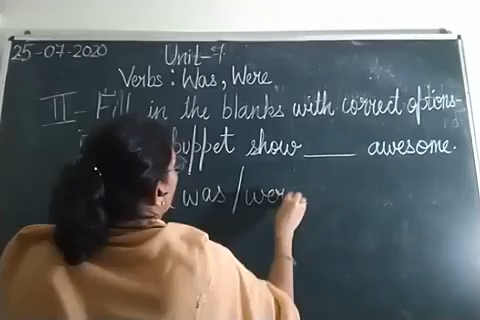 25-07-2020
Unit-7
Verbs : Was, Were
II - Fill in the blanks with correct options-
puppet show ____ awesome.
was / wer